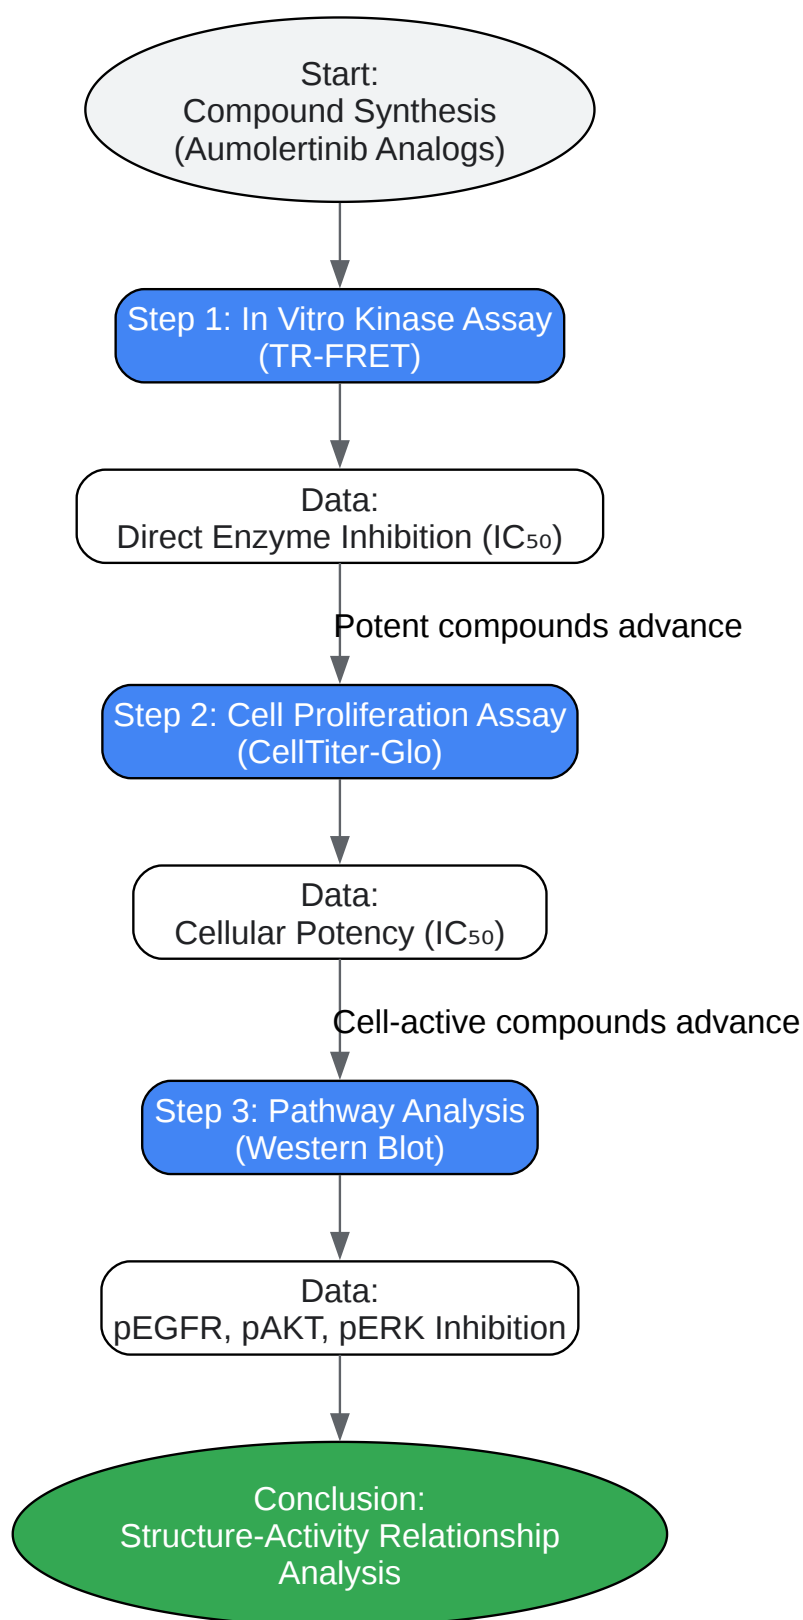 Start:
Compound Synthesis
(Aumolertinib Analogs)
Step 1: In Vitro Kinase Assay
(TR-FRET)
Data:
Direct Enzyme Inhibition (IC₅₀)
Potent compounds advance
Step 2: Cell Proliferation Assay
(CellTiter-Glo)
Data:
Cellular Potency (IC₅₀)
Cell-active compounds advance
Step 3: Pathway Analysis
(Western Blot)
Data:
pEGFR, pAKT, pERK Inhibition
Conclusion:
Structure-Activity Relationship
Analysis